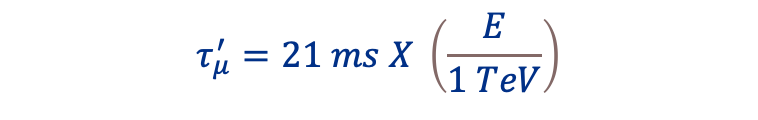 τ′μ = 21 ms X (E / 1 TeV)